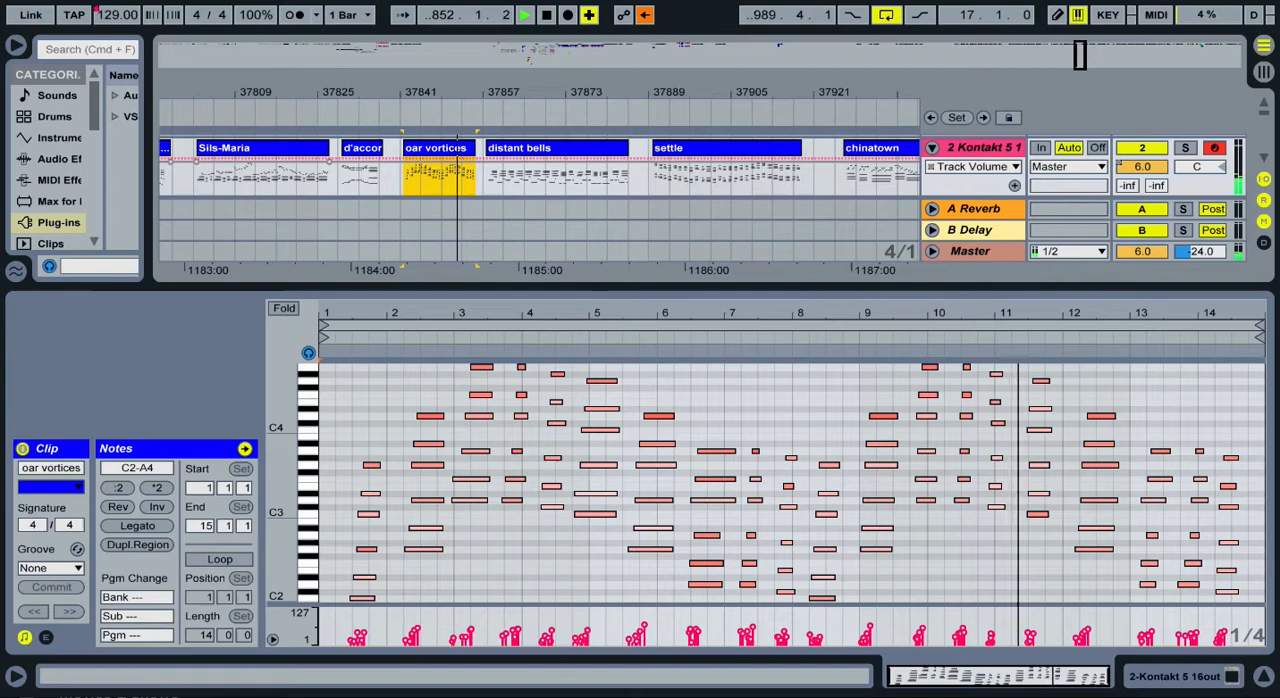 Link TAP 129.00 4 / 4 100% 1 Bar ..852. 1. 2 ..989. 4. 1 17. 1. 0 KEY MIDI 4 % D
Search (Cmd + F)
CATEGORI. Name
Sounds Au
Drums VS
Instrume
Audio Ef
MIDI Effe
Max for l
Plug-ins
Clips
37809 37825 37841 37857 37873 37889 37905 37921
Set
... Sils-Maria d'accor oar vortices distant bells settle chinatown
2 Kontakt 5 1 In Auto Off 2 S
Track Volume Master 6.0 C
-inf -inf
A Reverb A S Post
B Delay B S Post
4/1 Master 1/2 6.0 -24.0
1183:00 1184:00 1185:00 1186:00 1187:00
I·O
R
M
D
Fold 1 2 3 4 5 6 7 8 9 10 11 12 13 14
C4
C3
C2
127
1
1/4
Clip
oar vortices
Signature
4 / 4
Groove
None
Commit
<< >>
E
Notes
C2-A4
:2 *2
Rev Inv
Legato
Dupl.Region
Pgm Change
Bank ---
Sub ---
Pgm ---
Start Set
1 1 1
End Set
15 1 1
Loop
Position Set
1 1 1
Length Set
14 0 0
2-Kontakt 5 16out